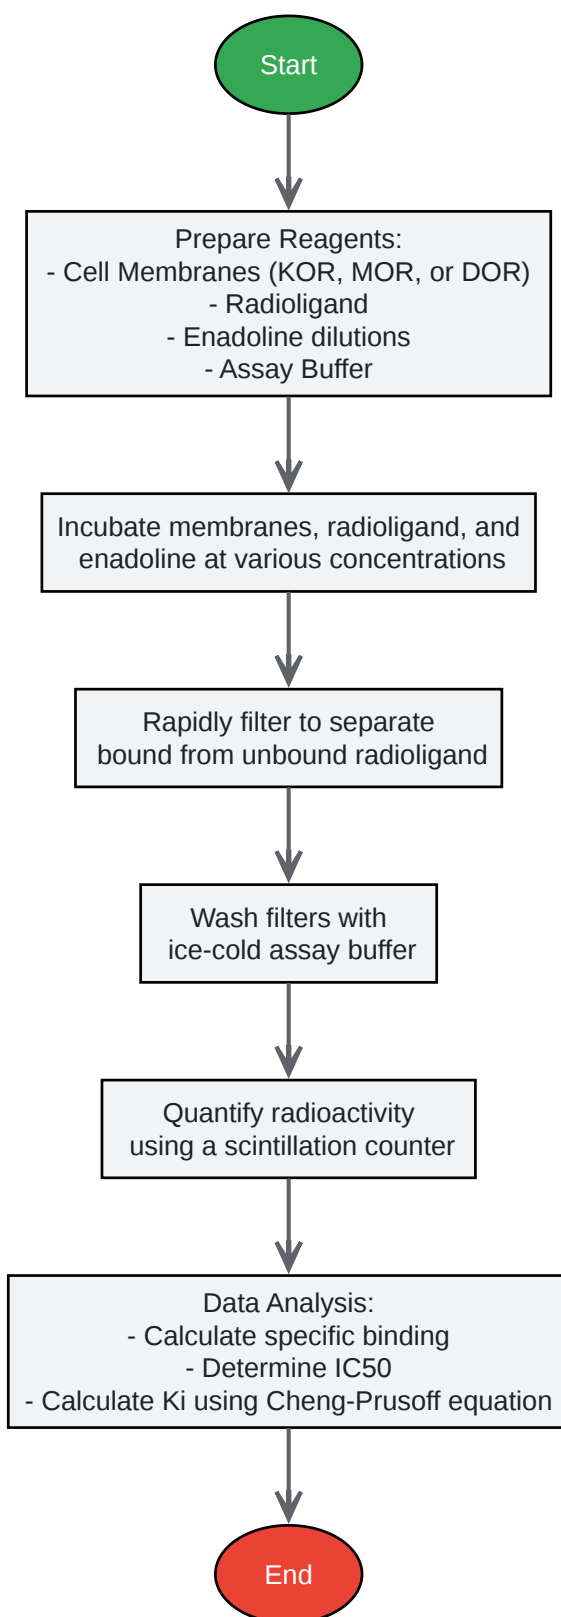 Start
Prepare Reagents:
- Cell Membranes (KOR, MOR, or DOR)
- Radioligand
- Enadoline dilutions
- Assay Buffer
Incubate membranes, radioligand, and
enadoline at various concentrations
Rapidly filter to separate
bound from unbound radioligand
Wash filters with
ice-cold assay buffer
Quantify radioactivity
using a scintillation counter
Data Analysis:
- Calculate specific binding
- Determine IC50
- Calculate Ki using Cheng-Prusoff equation
End